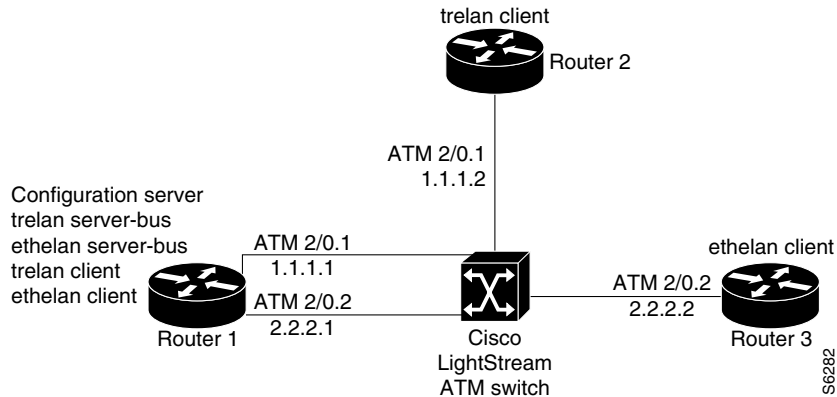 trelan client
Router 2
ATM 2/0.1
1.1.1.2
Configuration server
trelan server-bus
ethelan server-bus
trelan client
ethelan client
ATM 2/0.1
1.1.1.1
ATM 2/0.2
2.2.2.1
Router 1
Cisco
LightStream
ATM switch
ethelan client
ATM 2/0.2
2.2.2.2
Router 3
S6282